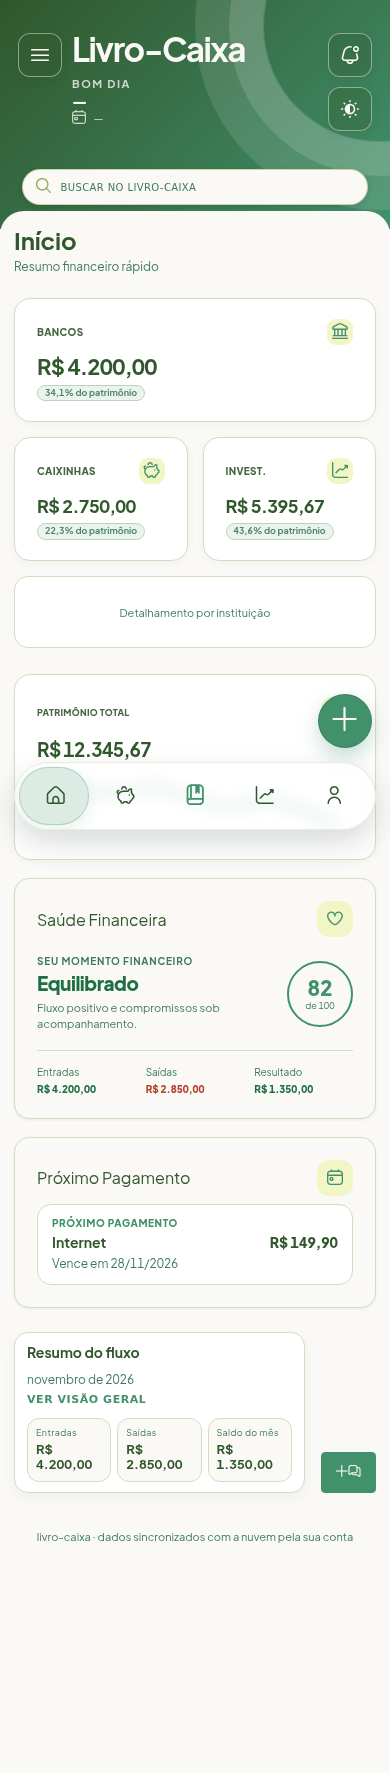 Livro-Caixa
BOM DIA
—
—
BUSCAR NO LIVRO-CAIXA
Início
Resumo financeiro rápido
BANCOS
R$ 4.200,00
34,1% do patrimônio
CAIXINHAS
R$ 2.750,00
22,3% do patrimônio
INVEST.
R$ 5.395,67
43,6% do patrimônio
Detalhamento por instituição
PATRIMÔNIO TOTAL
R$ 12.345,67
Saúde Financeira
SEU MOMENTO FINANCEIRO
Equilibrado
Fluxo positivo e compromissos sob
acompanhamento.
82
de 100
Entradas
R$ 4.200,00
Saídas
R$ 2.850,00
Resultado
R$ 1.350,00
Próximo Pagamento
PRÓXIMO PAGAMENTO
Internet
R$ 149,90
Vence em 28/11/2026
Resumo do fluxo
novembro de 2026
VER VISÃO GERAL
Entradas
R$
4.200,00
Saídas
R$
2.850,00
Saldo do mês
R$
1.350,00
livro-caixa · dados sincronizados com a nuvem pela sua conta